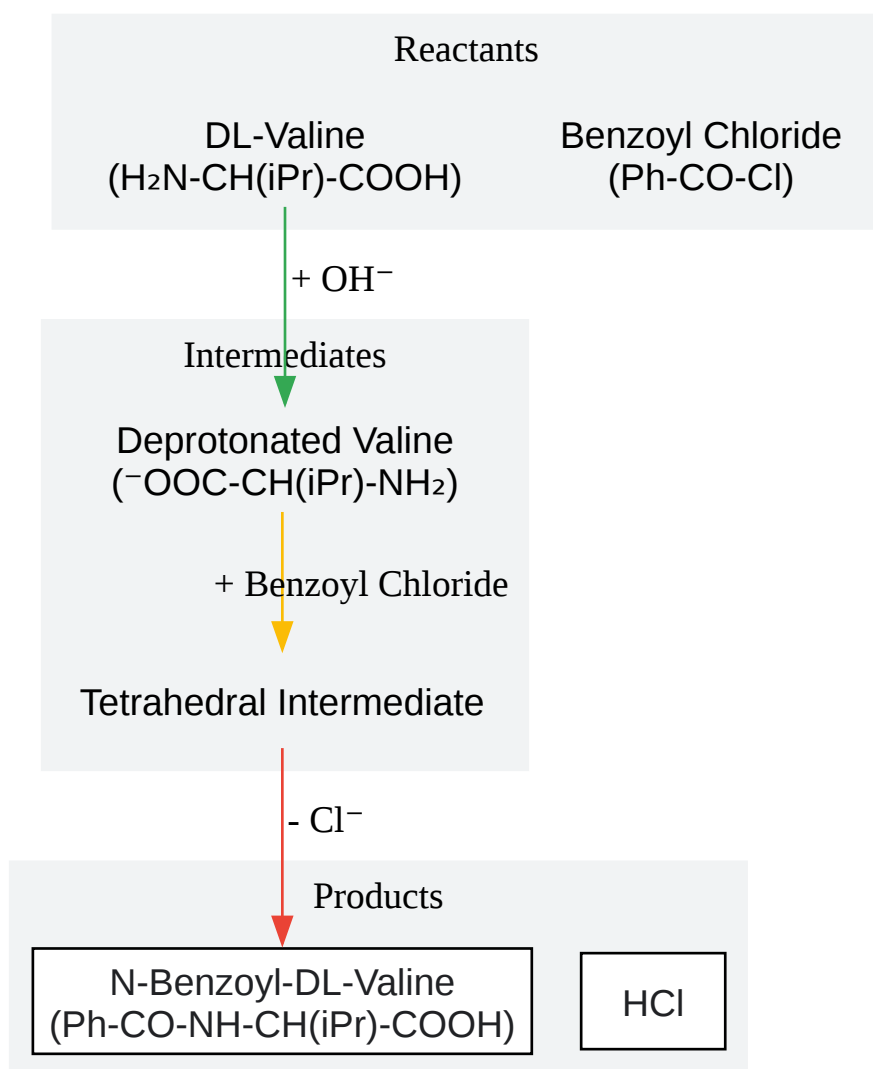 Reactants
DL-Valine
(H₂N-CH(iPr)-COOH)
Benzoyl Chloride
(Ph-CO-Cl)
+ OH⁻
Intermediates
Deprotonated Valine
(⁻OOC-CH(iPr)-NH₂)
+ Benzoyl Chloride
Tetrahedral Intermediate
- Cl⁻
Products
N-Benzoyl-DL-Valine
(Ph-CO-NH-CH(iPr)-COOH)
HCl